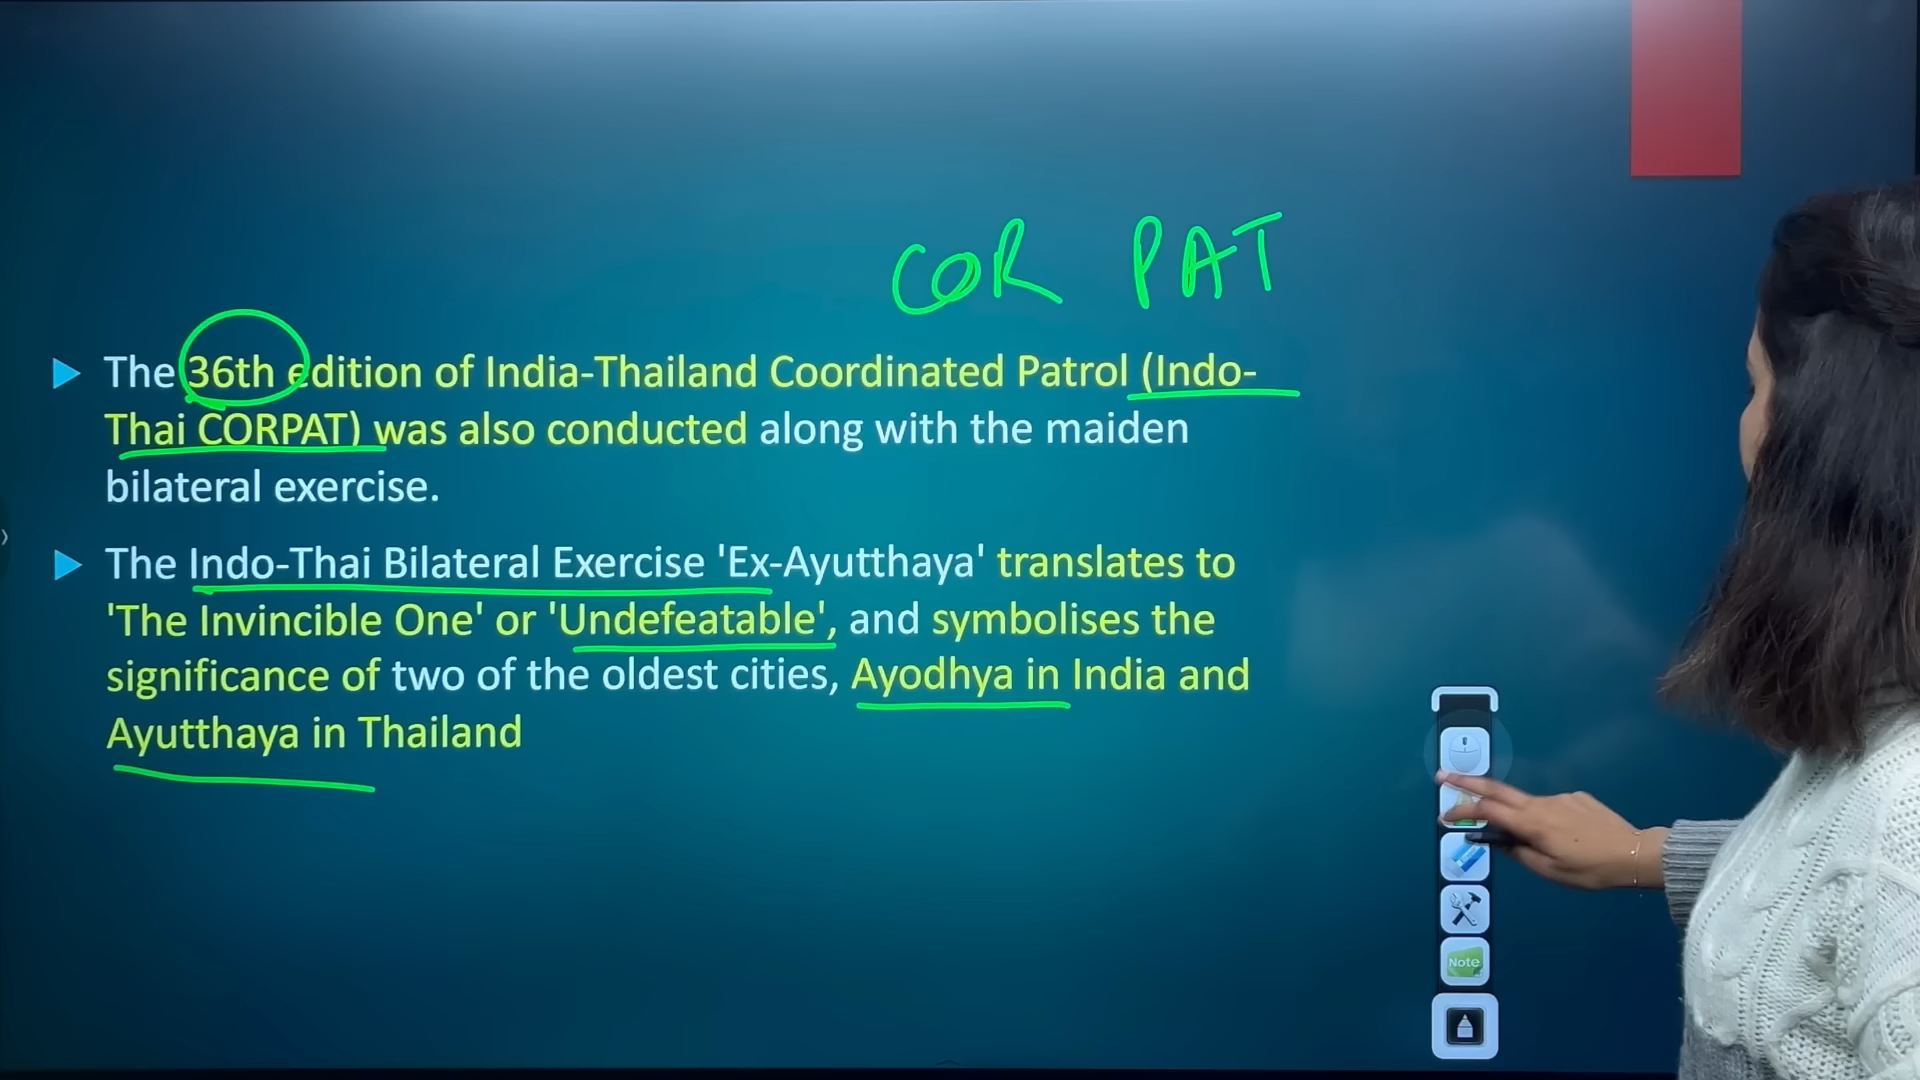 COR PAT
The 36th edition of India-Thailand Coordinated Patrol (Indo-
Thai CORPAT) was also conducted along with the maiden
bilateral exercise.
The Indo-Thai Bilateral Exercise 'Ex-Ayutthaya' translates to
'The Invincible One' or 'Undefeatable', and symbolises the
significance of two of the oldest cities, Ayodhya in India and
Ayutthaya in Thailand
Note